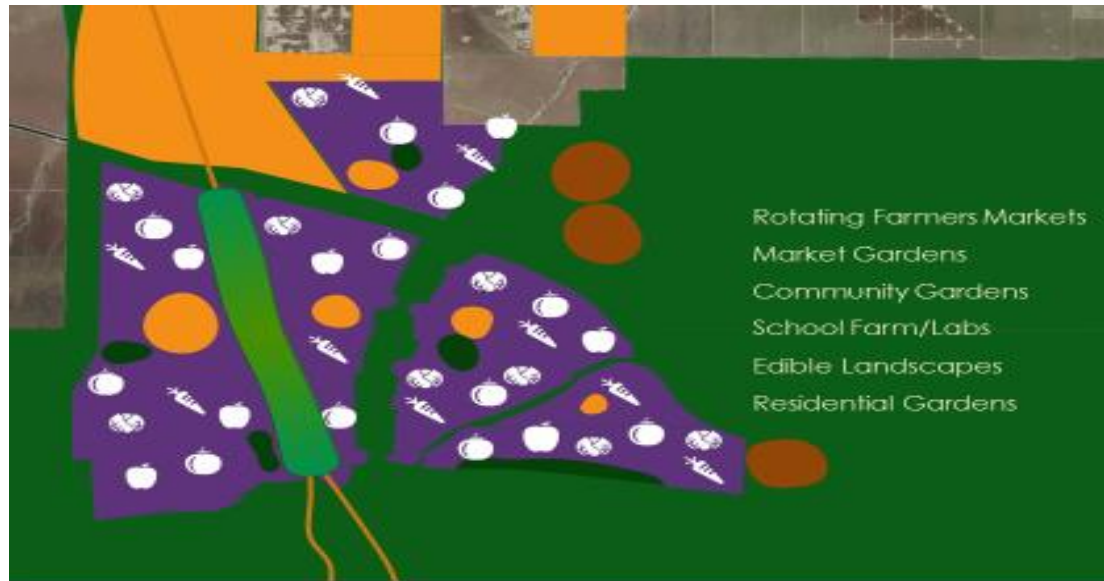 Rotating Farmers Markets
Market Gardens
Community Gardens
School Farm/Labs
Edible Landscapes
Residential Gardens